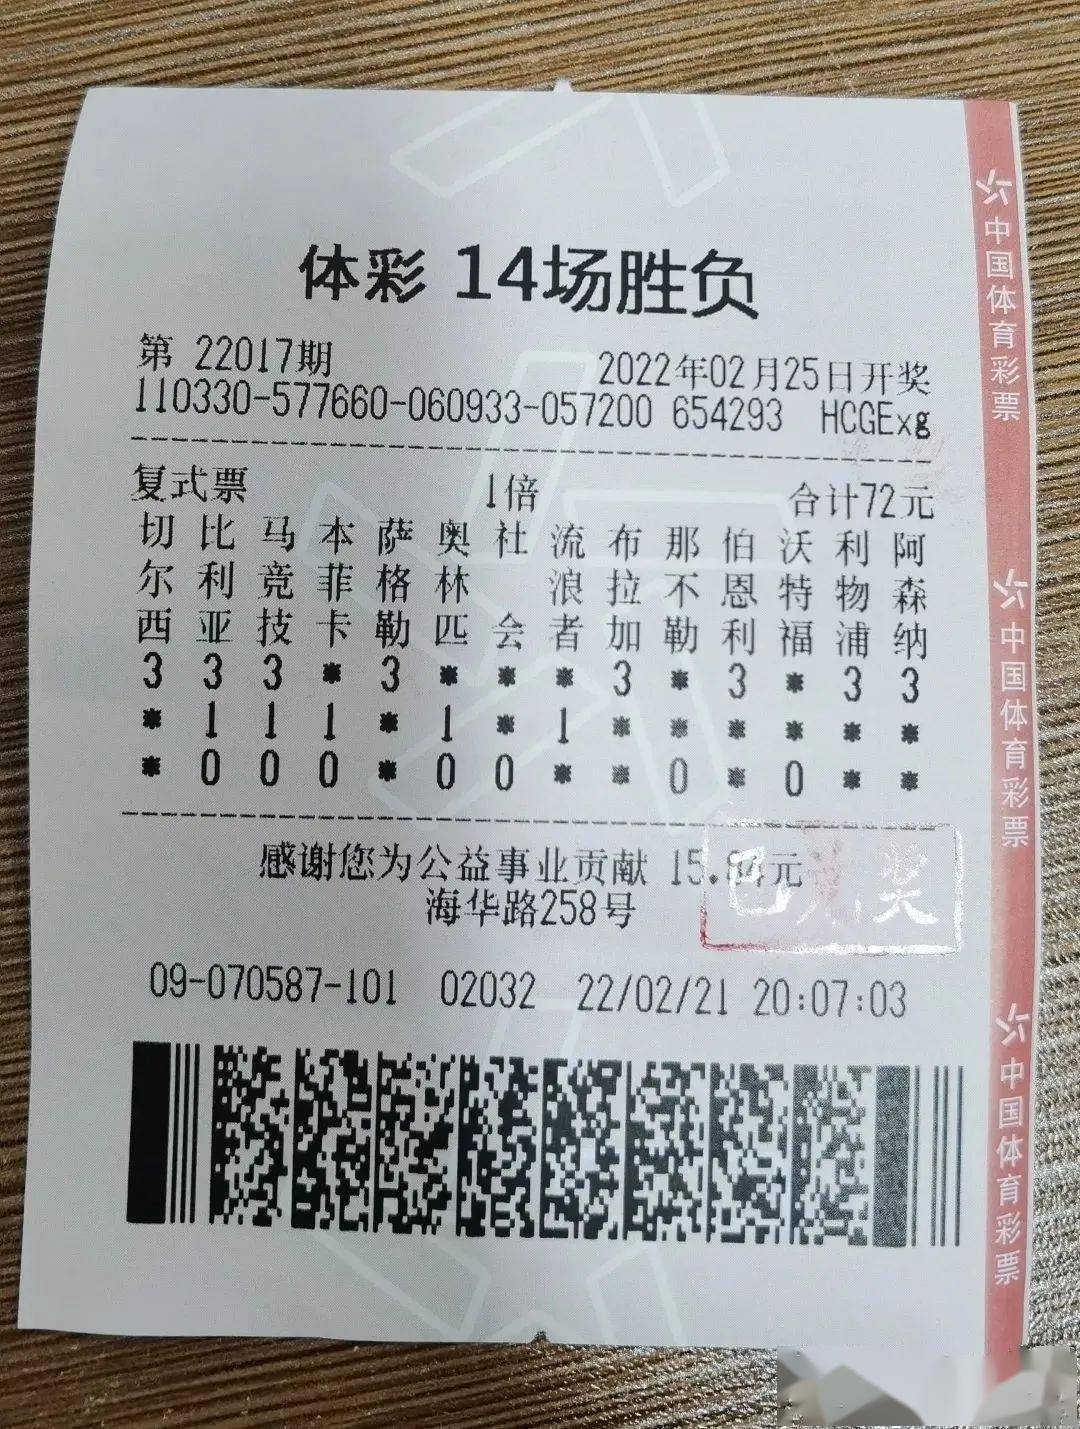 体彩 14场胜负
第 22017期 2022年02月25日开奖
110330-577660-060933-057200 654293 HCGExg
复式票 1倍 合计72元
切 比 马 本 萨 奥 社 流 布 那 伯 沃 利 阿
尔 利 竞 菲 格 林 浪 拉 不 恩 特 物 森
西 亚 技 卡 勒 匹 会 者 加 勒 利 福 浦 纳
3 3 3 * 3 * * * 3 * 3 * 3 3
* 1 1 1 * 1 * 1 * * * * * *
* 0 0 0 * 0 0 * * 0 * 0 * *
感谢您为公益事业贡献 15.84元
已兑奖
海华路258号
09-070587-101 02032 22/02/21 20:07:03
中国体育彩票
中国体育彩票
中国体育彩票